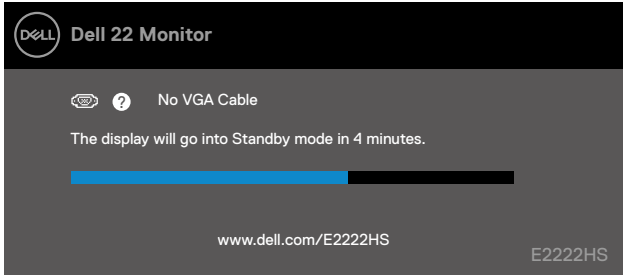 DELL Dell 22 Monitor
? No VGA Cable
The display will go into Standby mode in 4 minutes.
www.dell.com/E2222HS
E2222HS